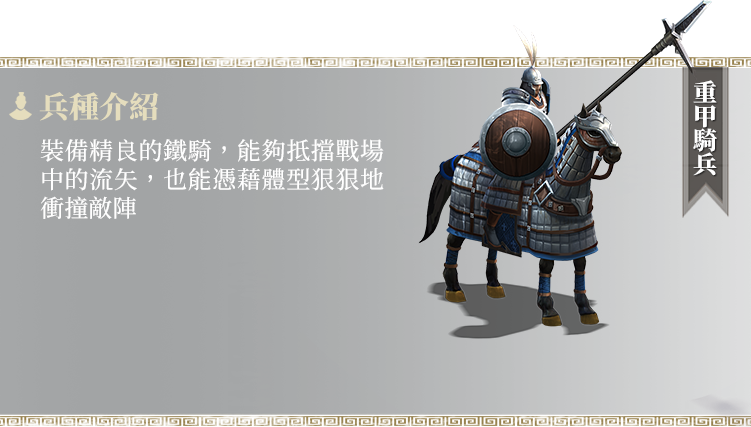 兵種介紹
裝備精良的鐵騎，能夠抵擋戰場
中的流矢，也能憑藉體型狠狠地
衝撞敵陣
重甲騎兵